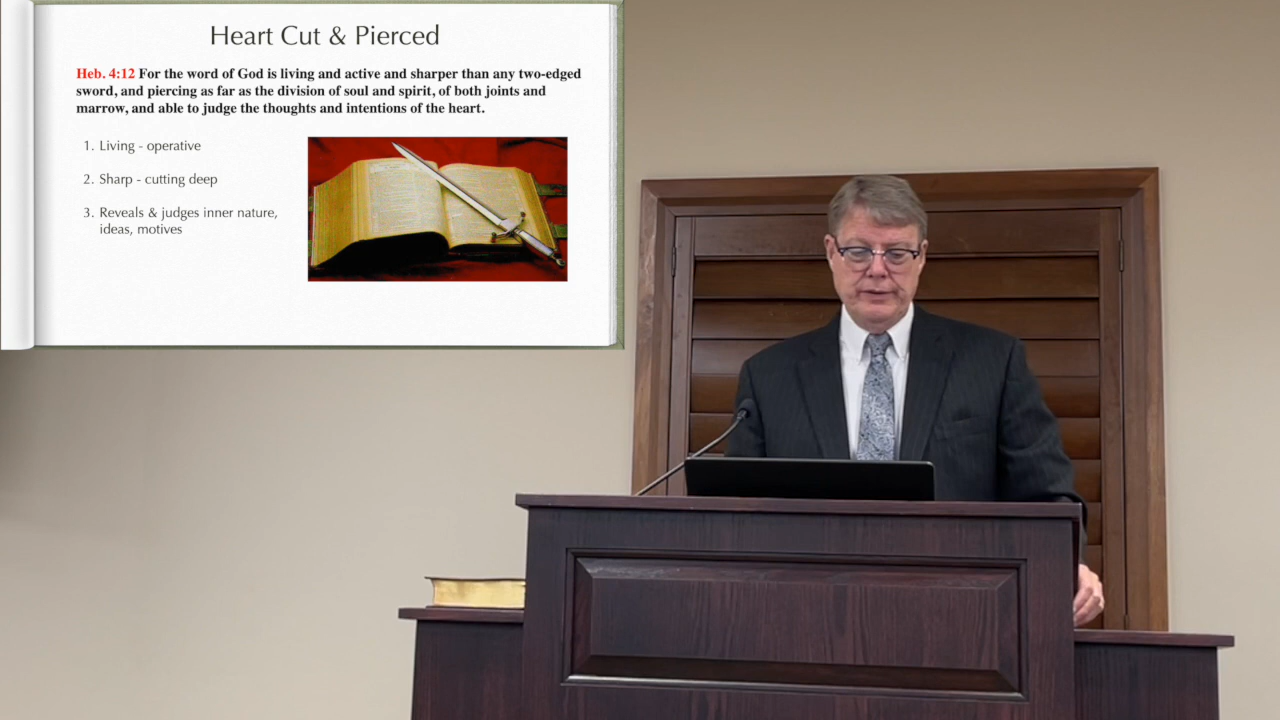 Heart Cut & Pierced
Heb. 4:12 For the word of God is living and active and sharper than any two-edged
sword, and piercing as far as the division of soul and spirit, of both joints and
marrow, and able to judge the thoughts and intentions of the heart.
1. Living - operative
2. Sharp - cutting deep
3. Reveals & judges inner nature,
ideas, motives